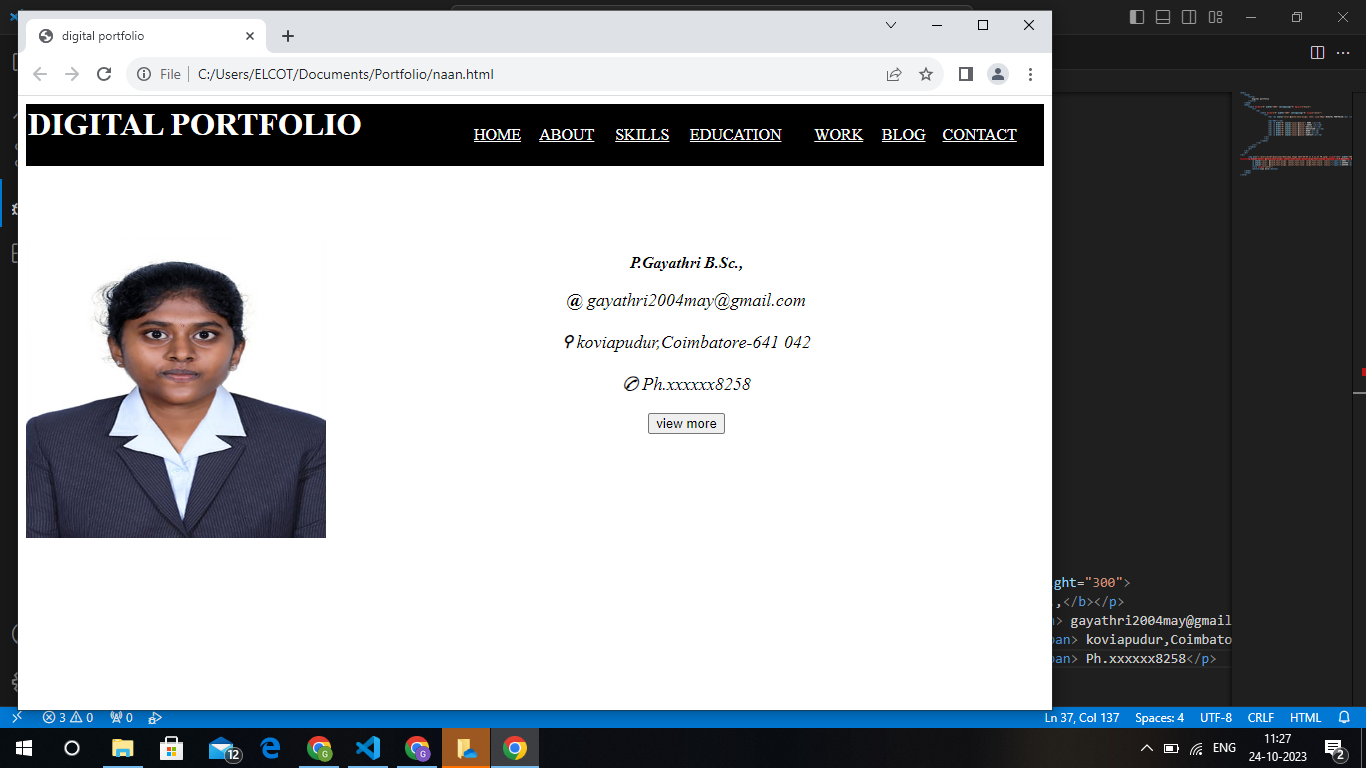 digital portfolio
File
C:/Users/ELCOT/Documents/Portfolio/naan.html
DIGITAL PORTFOLIO
HOME ABOUT SKILLS EDUCATION WORK BLOG CONTACT
P.Gayathri B.Sc.,
@ gayathri2004may@gmail.com
koviapudur,Coimbatore-641 042
Ph.xxxxxx8258
view more
ght="300">
,</b></p>
> gayathri2004may@gmail
an> koviapudur,Coimbato
an> Ph.xxxxxx8258</p>
3 0 0 Ln 37, Col 137 Spaces: 4 UTF-8 CRLF HTML
12 G G ENG 11:27
24-10-2023 2